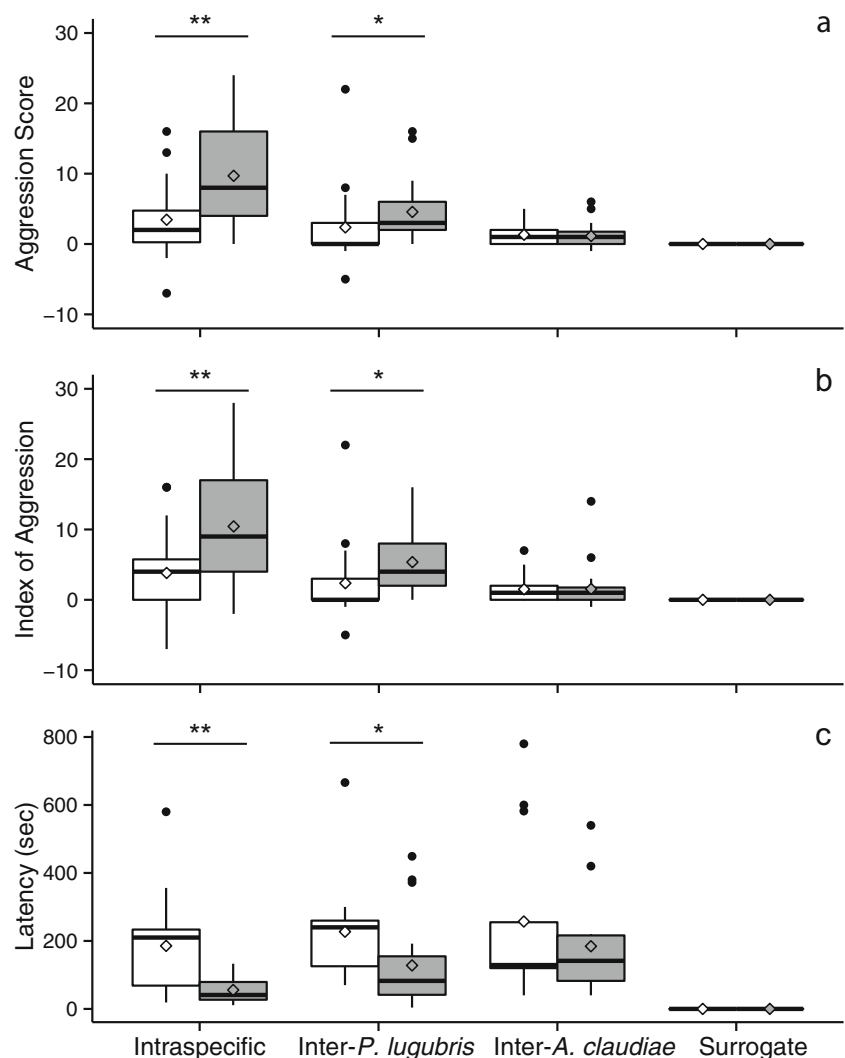 a
** *
30
20
10
0
−10
Aggression Score
b
** *
30
20
10
0
−10
Index of Aggression
c
** *
800
600
400
200
0
Latency (sec)
Intraspecific Inter-P. lugubris Inter-A. claudiae Surrogate